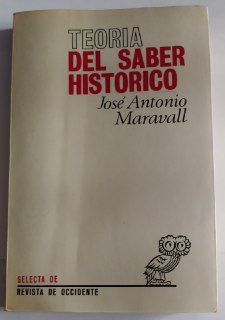 TEORIA
DEL SABER
HISTORICO
José Antonio
Maravall
SELECTA DE
REVISTA DE OCCIDENTE